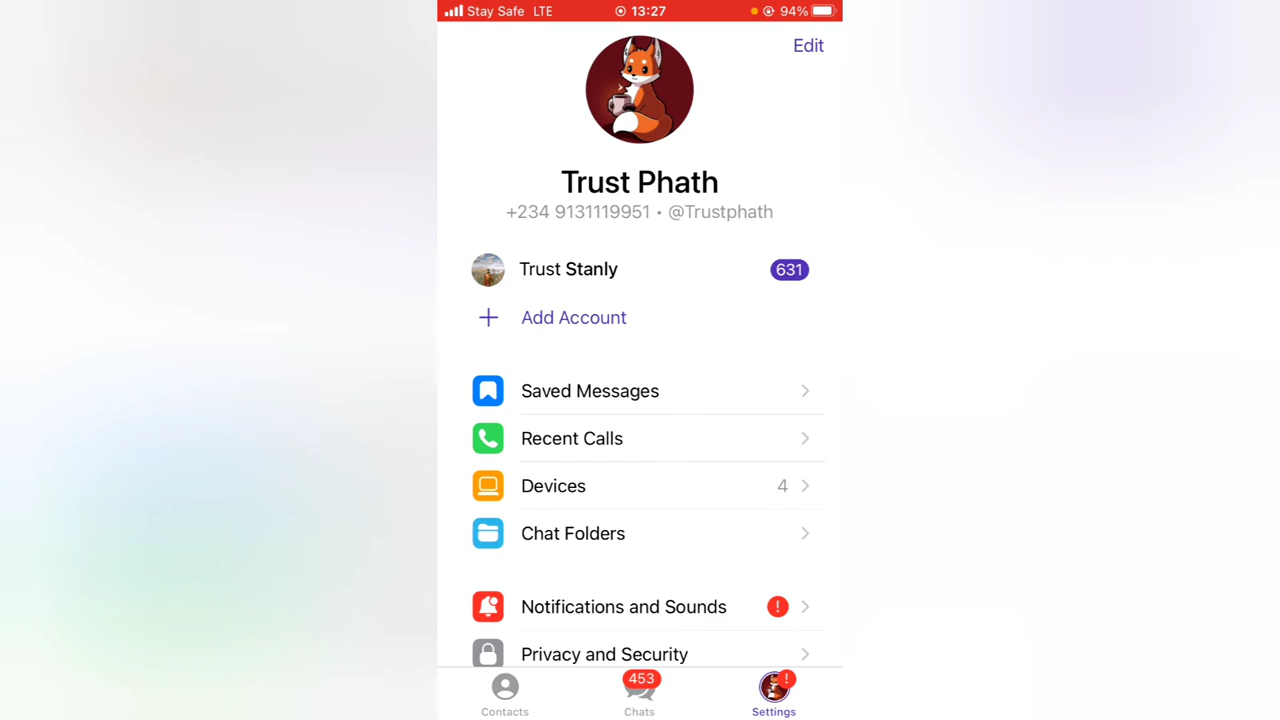 Stay Safe LTE 13:27 94%
Edit
Trust Phath
+234 9131119951 • @Trustphath
Trust Stanly 631
Add Account
Saved Messages
Recent Calls
Devices 4
Chat Folders
Notifications and Sounds !
Privacy and Security
453 !
Contacts Chats Settings